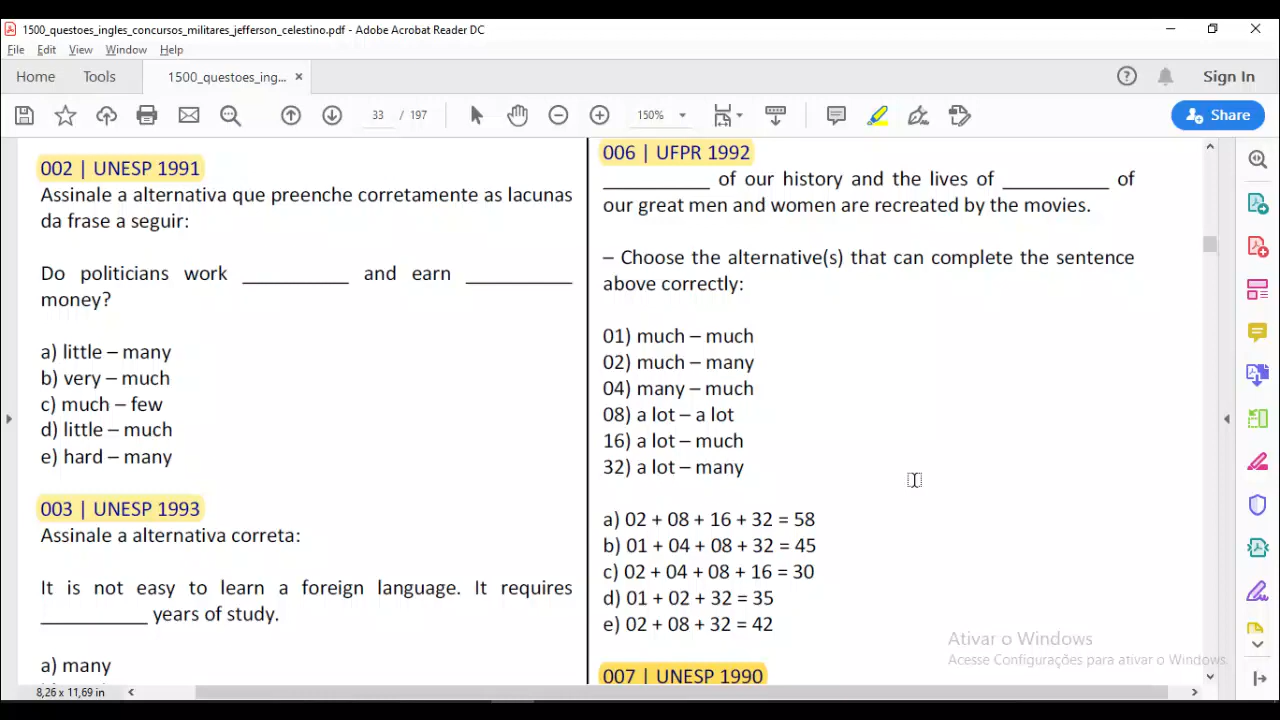 1500_questoes_ingles_concursos_militares_jefferson_celestino.pdf - Adobe Acrobat Reader DC
File Edit View Window Help
Home Tools 1500_questoes_ing... ×
Sign In
33 / 197
150%
Share
002 | UNESP 1991
Assinale a alternativa que preenche corretamente as lacunas
da frase a seguir:
Do politicians work ___________ and earn ___________
money?
a) little – many
b) very – much
c) much – few
d) little – much
e) hard – many
003 | UNESP 1993
Assinale a alternativa correta:
It is not easy to learn a foreign language. It requires
___________ years of study.
a) many
006 | UFPR 1992
___________ of our history and the lives of ___________ of
our great men and women are recreated by the movies.
– Choose the alternative(s) that can complete the sentence
above correctly:
01) much – much
02) much – many
04) many – much
08) a lot – a lot
16) a lot – much
32) a lot – many
a) 02 + 08 + 16 + 32 = 58
b) 01 + 04 + 08 + 32 = 45
c) 02 + 04 + 08 + 16 = 30
d) 01 + 02 + 32 = 35
e) 02 + 08 + 32 = 42
007 | UNESP 1990
Ativar o Windows
Acesse Configurações para ativar o Windows.
8,26 x 11,69 in